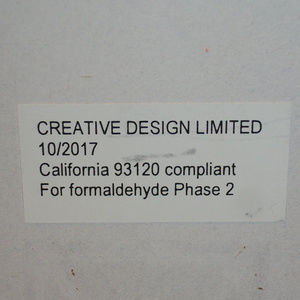 CREATIVE DESIGN LIMITED
10/2017
California 93120 compliant
For formaldehyde Phase 2